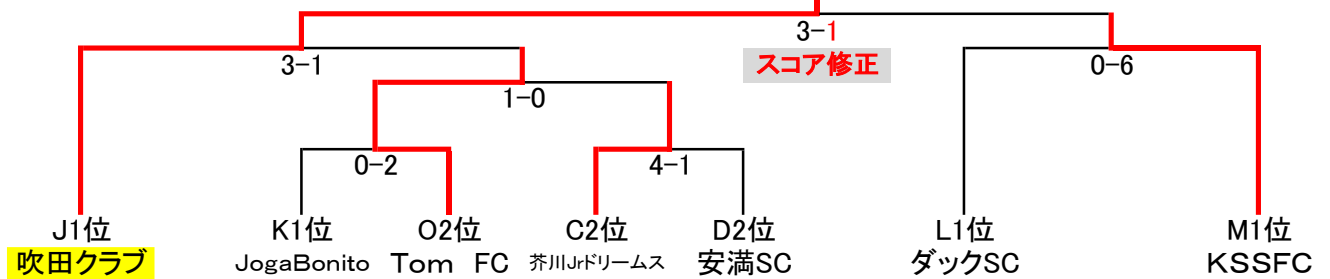 3-1
スコア修正
3-1
0-6
1-0
0-2
4-1
J1位
K1位
O2位
C2位
D2位
L1位
M1位
吹田クラブ
JogaBonito
Tom　FC
芥川Jrドリームス
安満SC
ダックSC
KSSFC